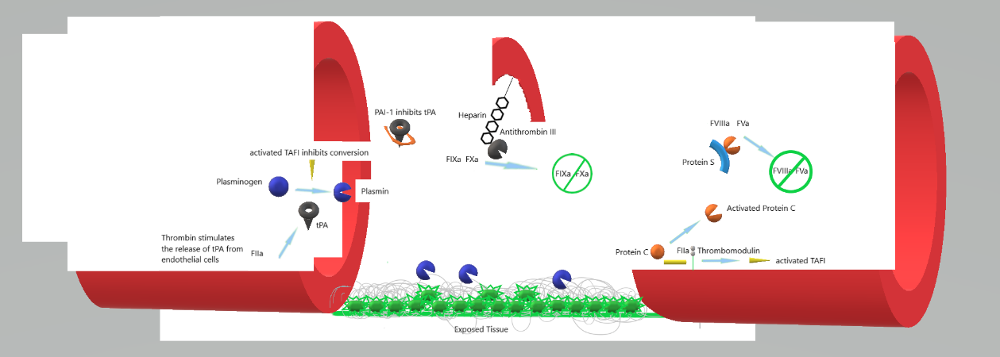 PAI-1 inhibits tPA
Heparin
Antithrombin III
FIXa FXa
FIXa FXa
activated TAFI inhibits conversion
Plasminogen
Plasmin
tPA
Thrombin stimulates
the release of tPA from
endothelial cells
FIIa
FVIIIa FVa
Protein S
FVIIIa FVa
Activated Protein C
Protein C
FIIa
Thrombomodulin
activated TAFI
Exposed Tissue